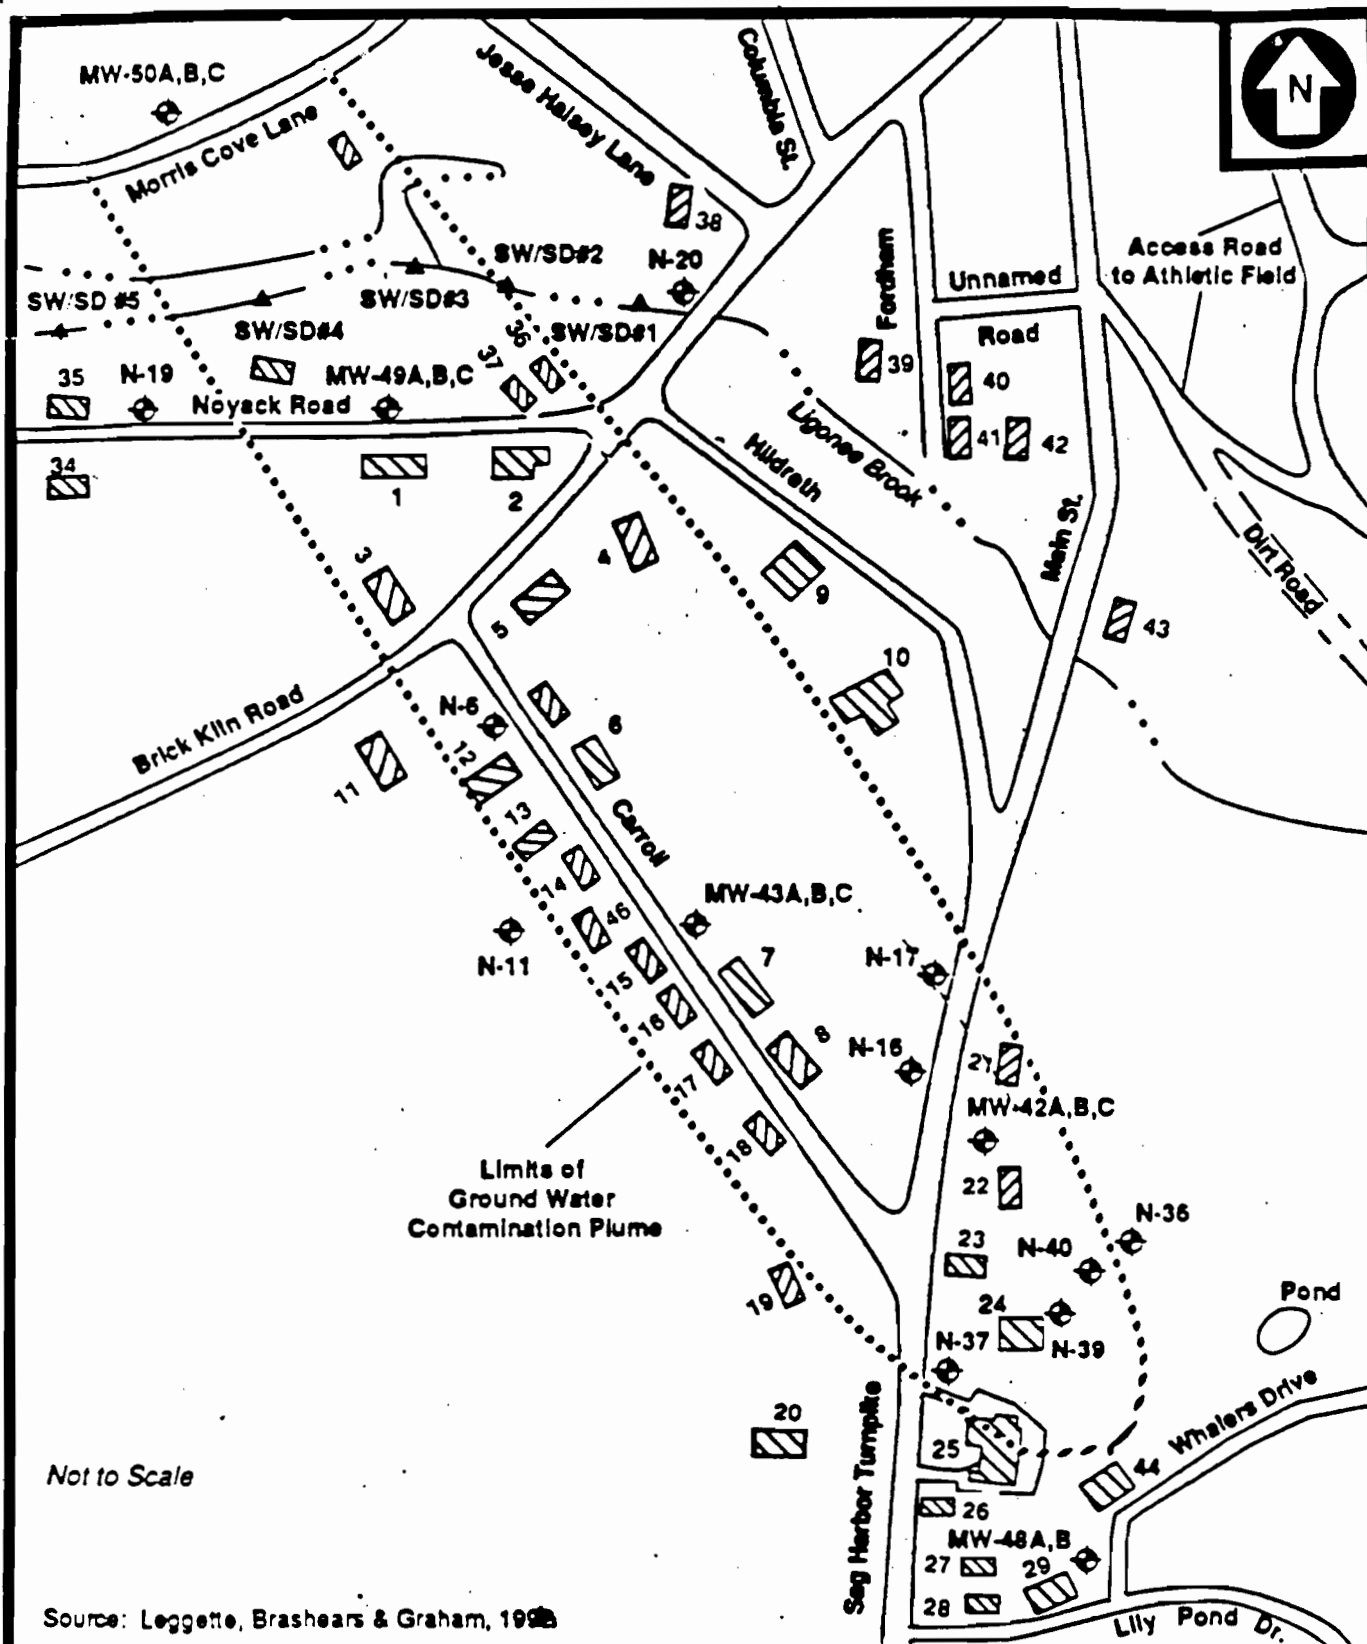 N
MW-50A,B,C
Morris Cove Lane
Jesse Halsey Lane
Columbia St.
38
N-20
SW/SD#2
SW/SD#3
SW/SD #5
SW/SD#4
SW/SD#1
Access Road
to Athletic Field
Unnamed
Road
Fordham
39
40
41
42
36
37
35
N-19
MW-49A,B,C
Noyack Road
34
1
2
Ligonee Brook
Hildreth
Main St.
Dirt Road
3
4
5
9
10
43
Brick Kiln Road
N-6
6
11
12
13
14
46
15
16
17
18
Carroll
MW-43A,B,C
N-11
7
8
N-17
N-16
21
MW-42A,B,C
22
Limits of
Ground Water
Contamination Plume
23
N-40
N-36
19
24
N-39
N-37
Pond
20
25
Whalers Drive
44
Sag Harbor Turnpike
26
MW-48A,B
27
29
28
Lily Pond Dr.
Not to Scale
Source: Leggette, Brashears & Graham,